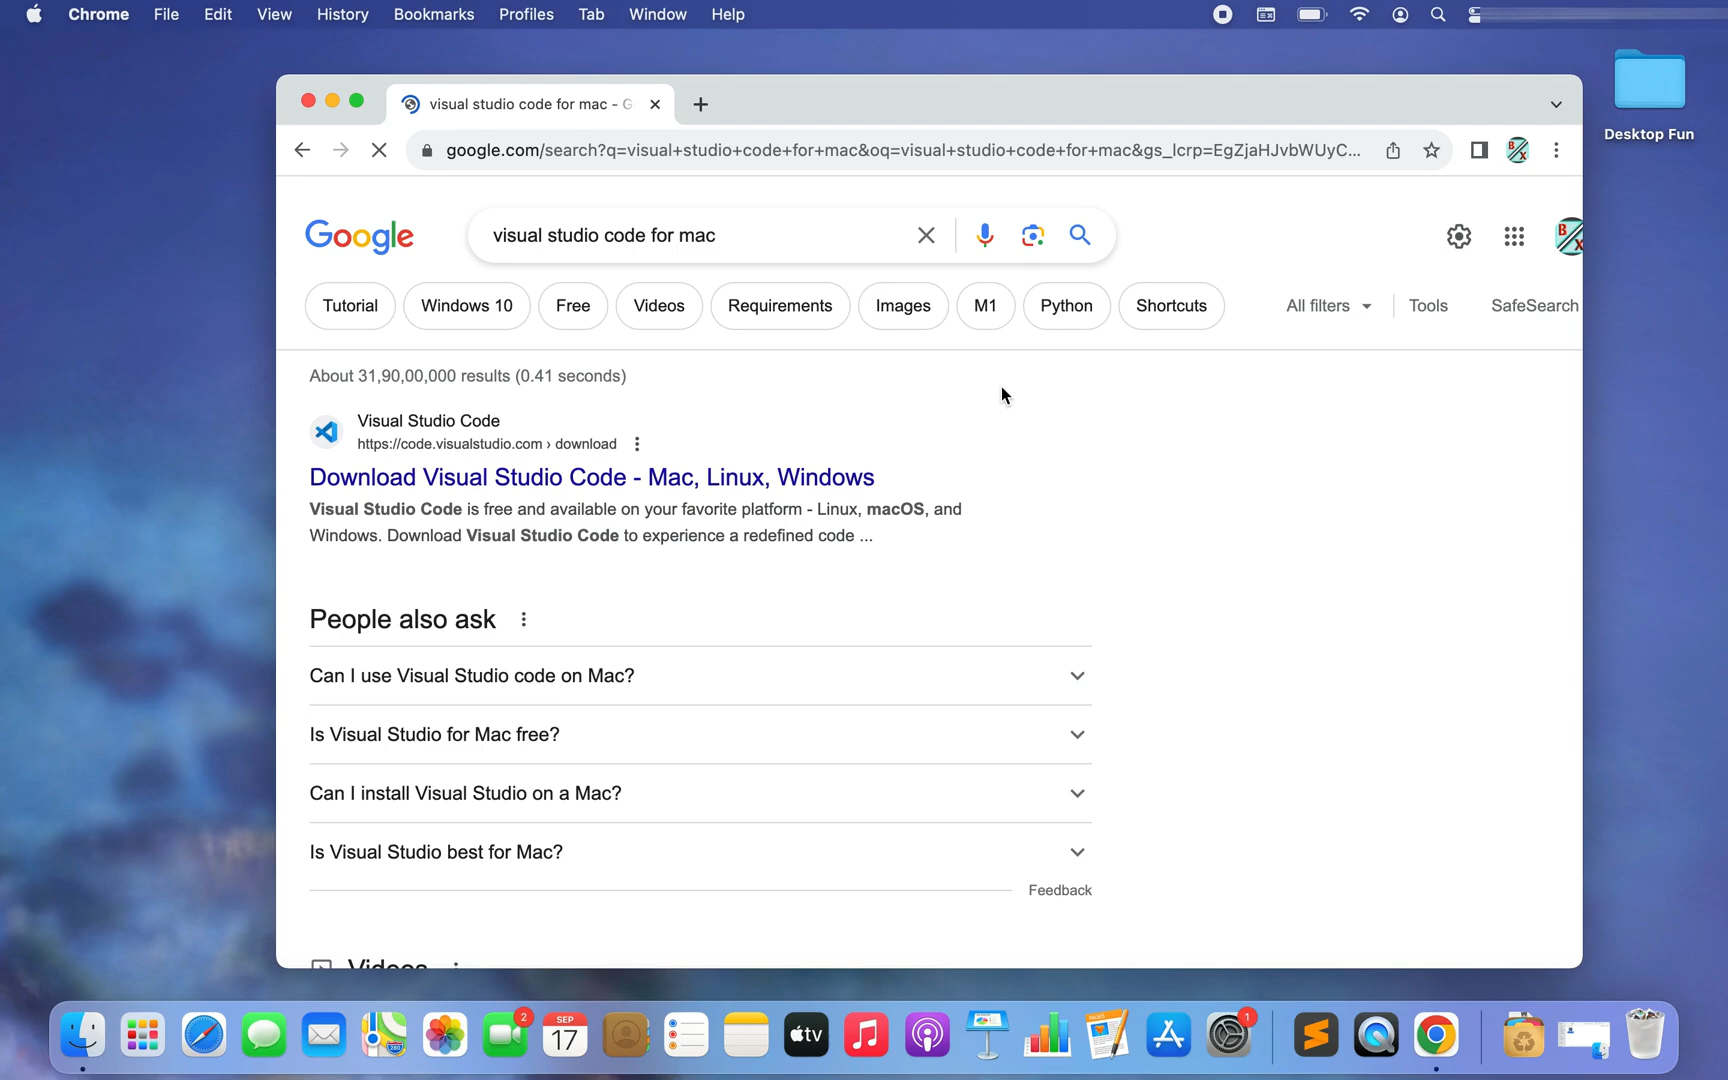 Chrome File Edit View History Bookmarks Profiles Tab Window Help
Desktop Fun
visual studio code for mac - G
google.com/search?q=visual+studio+code+for+mac&oq=visual+studio+code+for+mac&gs_lcrp=EgZjaHJvbWUyC...
Google
visual studio code for mac
Tutorial Windows 10 Free Videos Requirements Images M1 Python Shortcuts All filters Tools SafeSearch
About 31,90,00,000 results (0.41 seconds)
Visual Studio Code
https://code.visualstudio.com › download
Download Visual Studio Code - Mac, Linux, Windows
Visual Studio Code is free and available on your favorite platform - Linux, macOS, and
Windows. Download Visual Studio Code to experience a redefined code ...
People also ask
Can I use Visual Studio code on Mac?
Is Visual Studio for Mac free?
Can I install Visual Studio on a Mac?
Is Visual Studio best for Mac?
Feedback
Videos
2
SEP
17
tv
PAGES
1